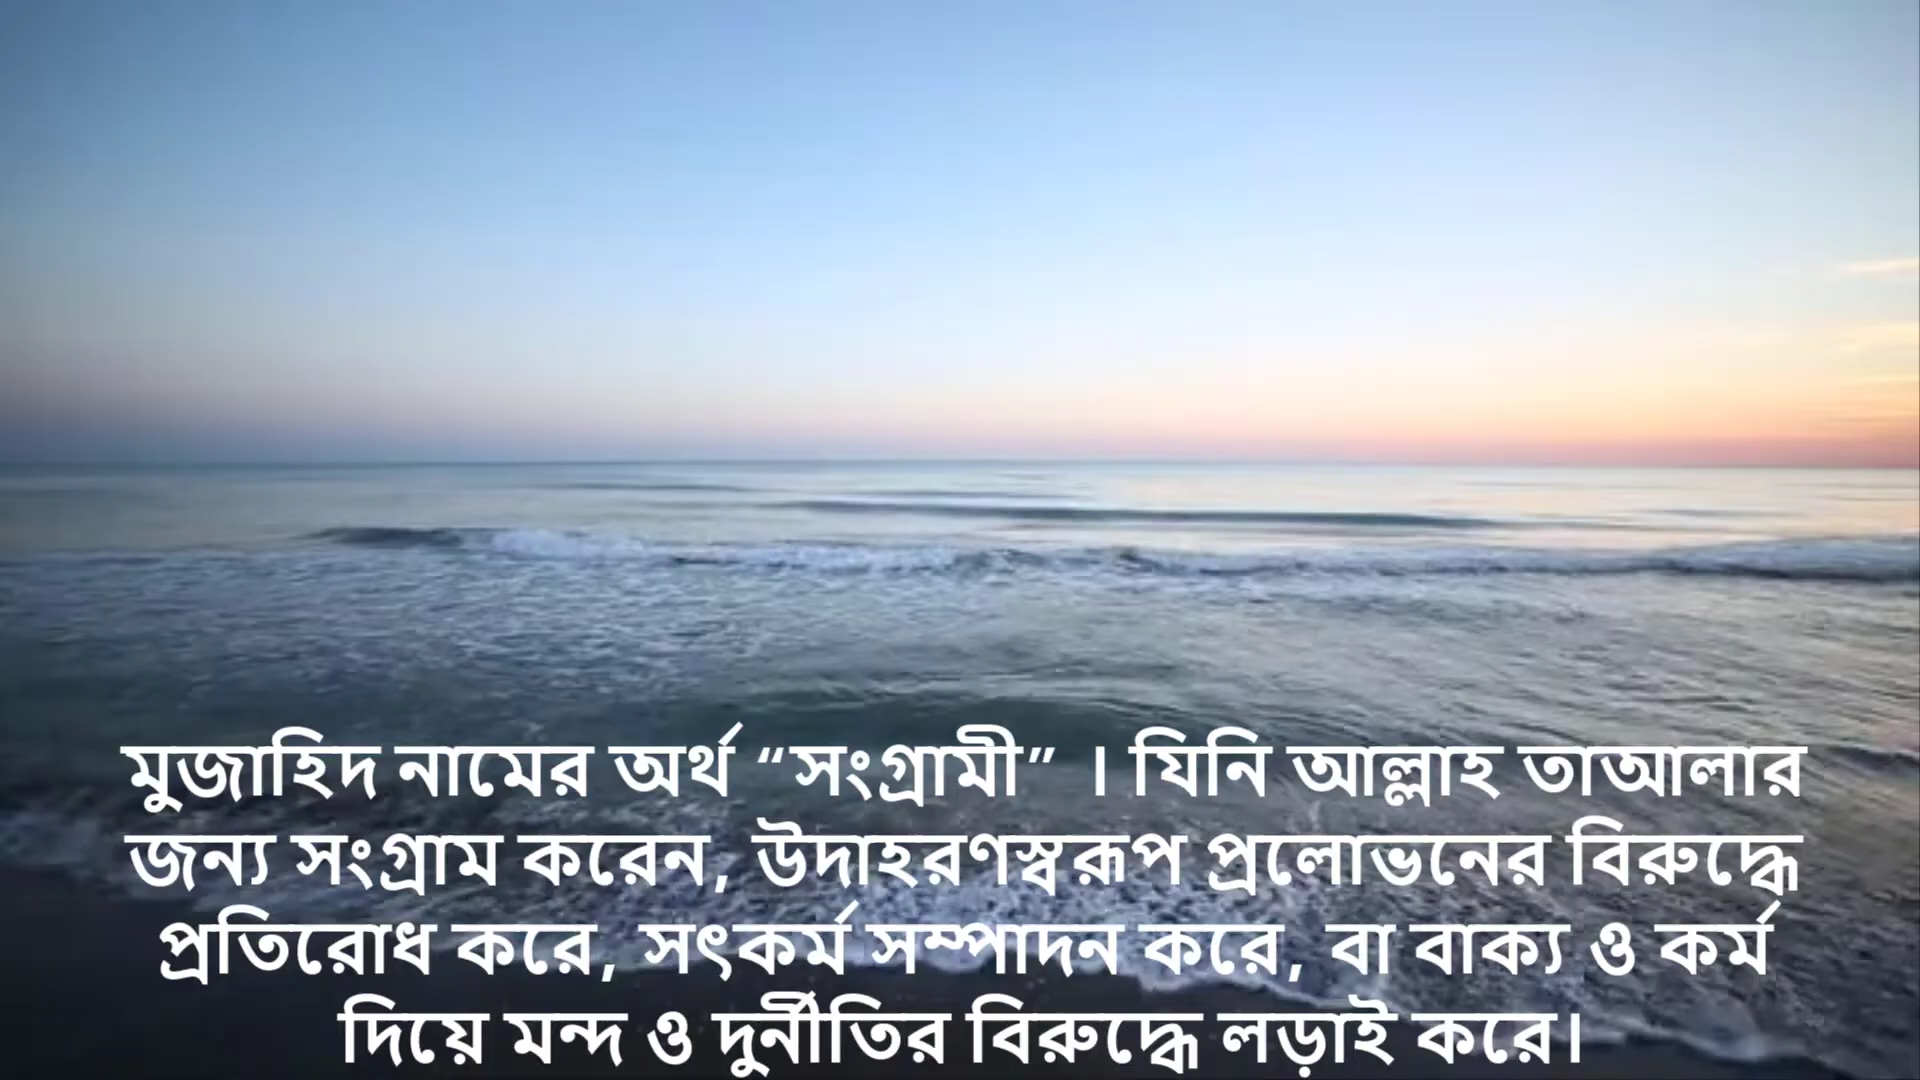 মুজাহিদ নামের অর্থ “সংগ্রামী” । যিনি আল্লাহ তাআলার
জন্য সংগ্রাম করেন, উদাহরণস্বরূপ প্রলোভনের বিরুদ্ধে
প্রতিরোধ করে, সৎকর্ম সম্পাদন করে, বা বাক্য ও কর্ম
দিয়ে মন্দ ও দুর্নীতির বিরুদ্ধে লড়াই করে।